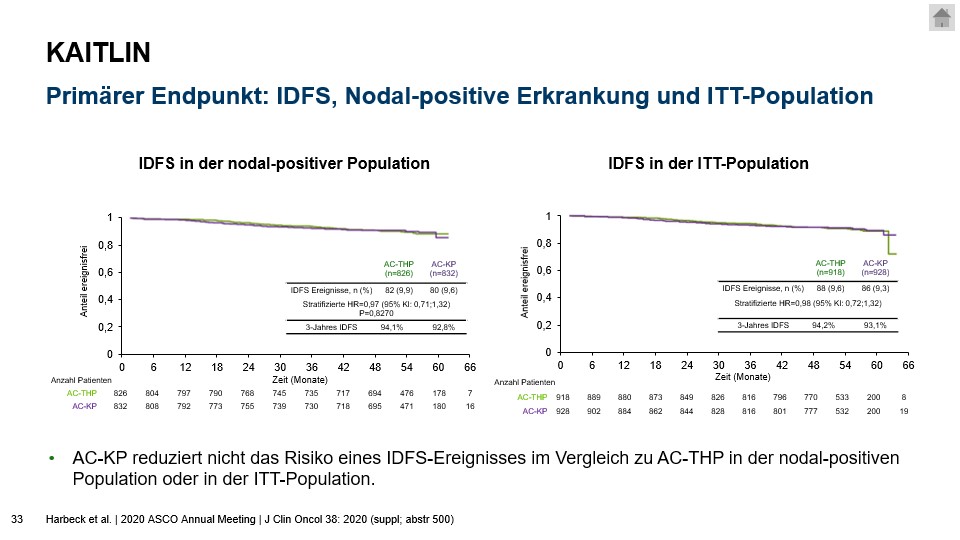 KAITLIN
Primärer Endpunkt: IDFS, Nodal-positive Erkrankung und ITT-Population
IDFS in der nodal-positiver Population
Anteil ereignisfrei
1
0,8
0,6
0,4
0,2
0
AC-THP AC-KP
(n=826) (n=832)
IDFS Ereignisse, n (%) 82 (9,9) 80 (9,6)
Stratifizierte HR=0,97 (95% KI: 0,71;1,32)
P=0,8270
3-Jahres IDFS 94,1% 92,8%
0 6 12 18 24 30 36 42 48 54 60 66
Zeit (Monate)
Anzahl Patienten
AC-THP 826 804 797 790 768 745 735 717 694 476 178 7
AC-KP 832 808 792 773 755 739 730 718 695 471 180 16
IDFS in der ITT-Population
Anteil ereignisfrei
1
0,8
0,6
0,4
0,2
0
AC-THP AC-KP
(n=918) (n=928)
IDFS Ereignisse, n (%) 88 (9,6) 86 (9,3)
Stratifizierte HR=0,98 (95% KI: 0,72;1,32)
3-Jahres IDFS 94,2% 93,1%
0 6 12 18 24 30 36 42 48 54 60 66
Zeit (Monate)
Anzahl Patienten
AC-THP 918 889 880 873 849 826 816 796 770 533 200 8
AC-KP 928 902 884 862 844 828 816 801 777 532 200 19
• AC-KP reduziert nicht das Risiko eines IDFS-Ereignisses im Vergleich zu AC-THP in der nodal-positiven
Population oder in der ITT-Population.
33 Harbeck et al. | 2020 ASCO Annual Meeting | J Clin Oncol 38: 2020 (suppl; abstr 500)